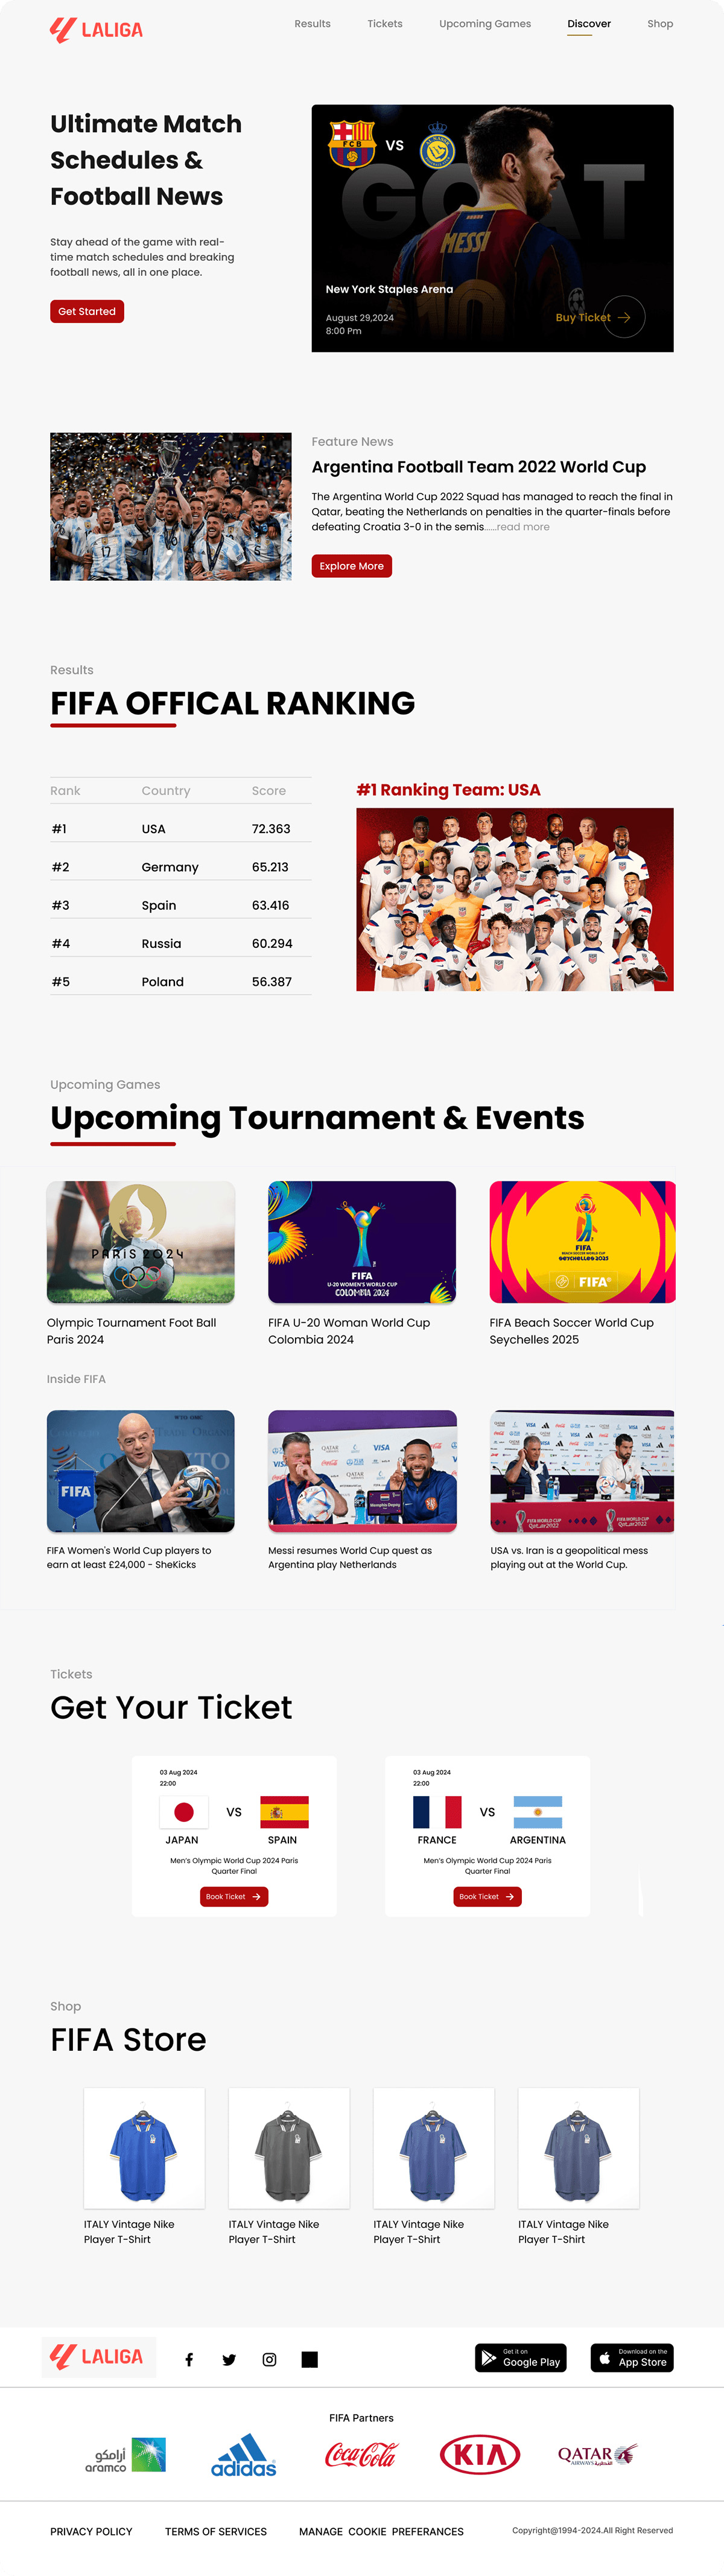 LALIGA
Results
Tickets
Upcoming Games
Discover
Shop
Ultimate Match
Schedules &
Football News
Stay ahead of the game with real-
time match schedules and breaking
football news, all in one place.
Get Started
FCB
VS
GOAT
MESSI
10
New York Staples Arena
August 29,2024
8:00 Pm
Buy Ticket
Feature News
Argentina Football Team 2022 World Cup
The Argentina World Cup 2022 Squad has managed to reach the final in
Qatar, beating the Netherlands on penalties in the quarter-finals before
defeating Croatia 3-0 in the semis......read more
Explore More
Results
FIFA OFFICAL RANKING
Rank Country Score
#1 USA 72.363
#2 Germany 65.213
#3 Spain 63.416
#4 Russia 60.294
#5 Poland 56.387
#1 Ranking Team: USA
Upcoming Games
Upcoming Tournament & Events
PARIS 2024
FIFA
U-20 WOMEN'S WORLD CUP
COLOMBIA 2024
FIFA
BEACH SOCCER WORLD CUP
SEYCHELLES 2025
FIFA
Olympic Tournament Foot Ball
Paris 2024
FIFA U-20 Woman World Cup
Colombia 2024
FIFA Beach Soccer World Cup
Seychelles 2025
Inside FIFA
FIFA
VISA
QATAR
Memphis Depay
FIFA WORLD CUP
Qatar2022
FIFA Women's World Cup players to
earn at least £24,000 - SheKicks
Messi resumes World Cup quest as
Argentina play Netherlands
USA vs. Iran is a geopolitical mess
playing out at the World Cup.
Tickets
Get Your Ticket
03 Aug 2024
22:00
VS
JAPAN
SPAIN
Men's Olympic World Cup 2024 Paris
Quarter Final
Book Ticket
03 Aug 2024
22:00
VS
FRANCE
ARGENTINA
Men's Olympic World Cup 2024 Paris
Quarter Final
Book Ticket
Shop
FIFA Store
ITALY Vintage Nike
Player T-Shirt
ITALY Vintage Nike
Player T-Shirt
ITALY Vintage Nike
Player T-Shirt
ITALY Vintage Nike
Player T-Shirt
LALIGA
Get it on
Google Play
Download on the
App Store
FIFA Partners
أرامكو
aramco
adidas
Coca-Cola
KIA
QATAR
AIRWAYS القطرية
PRIVACY POLICY
TERMS OF SERVICES
MANAGE COOKIE PREFERANCES
Copyright@1994-2024.All Right Reserved